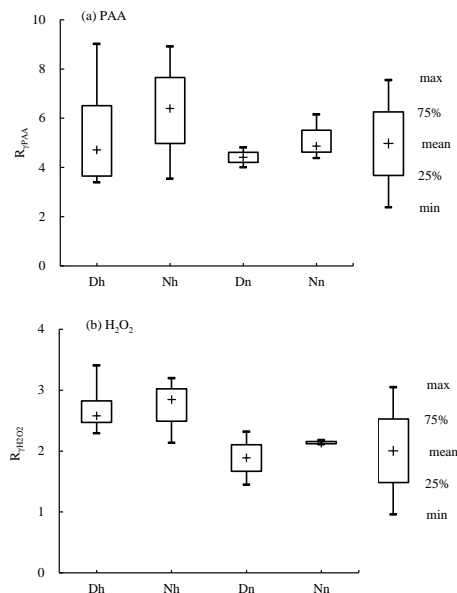 (a) PAA
10
8
6
4
2
0
R_γPAA
Dh Nh Dn Nn
max
75%
mean
25%
min
(b) H₂O₂
4
3
2
1
0
R_γH2O2
Dh Nh Dn Nn
max
75%
mean
25%
min